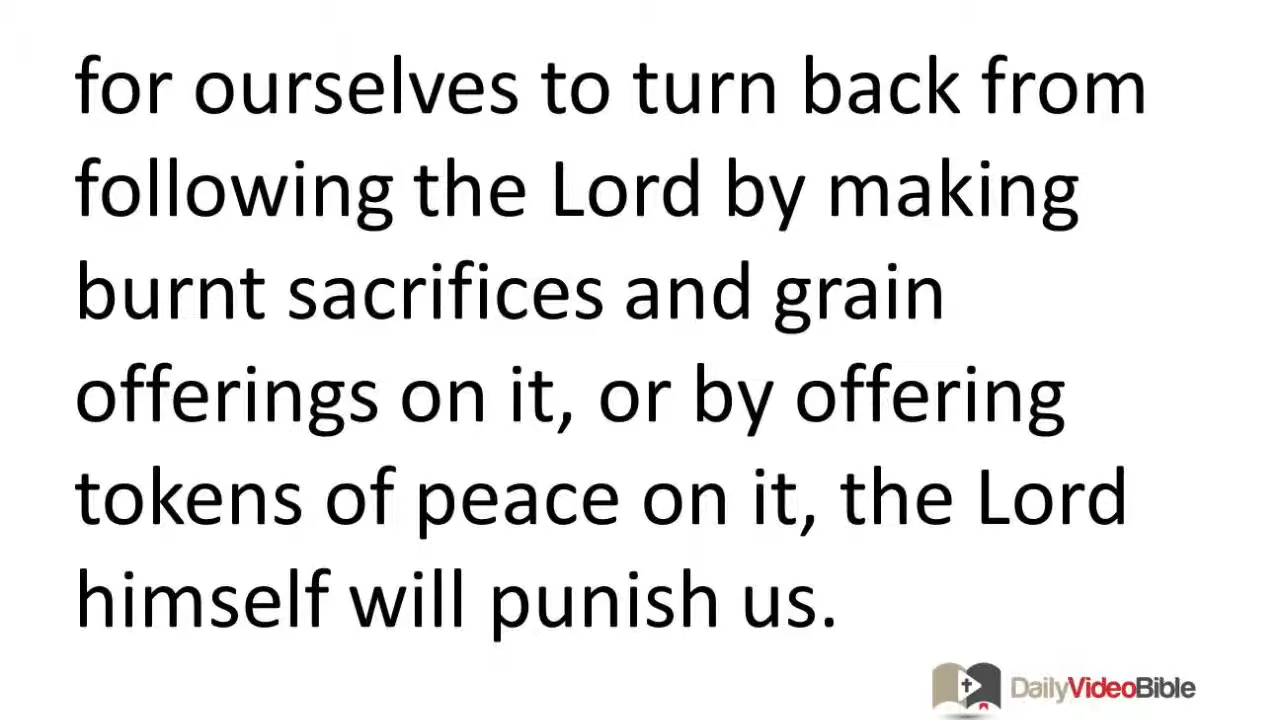 for ourselves to turn back from
following the Lord by making
burnt sacrifices and grain
offerings on it, or by offering
tokens of peace on it, the Lord
himself will punish us.
DailyVideoBible